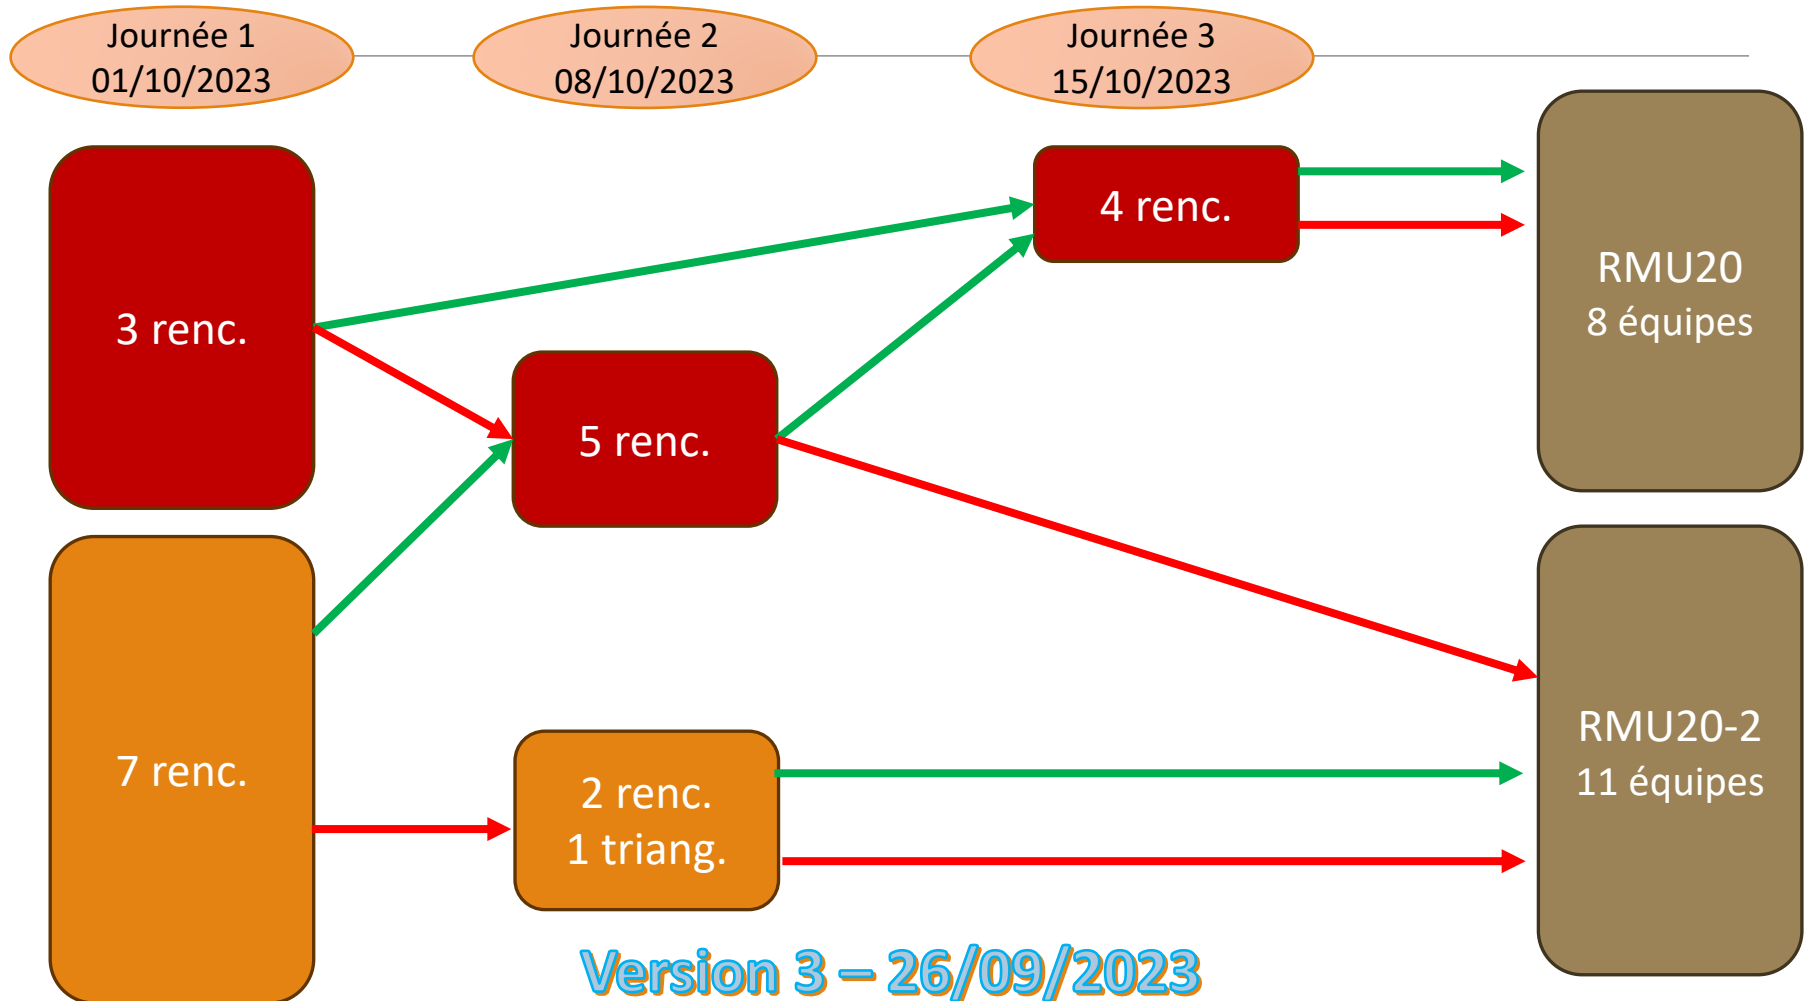 Journée 1
01/10/2023
Journée 2
08/10/2023
Journée 3
15/10/2023
3 renc.
4 renc.
RMU20
8 équipes
5 renc.
7 renc.
2 renc.
1 triang.
RMU20-2
11 équipes
Version 3 – 26/09/2023